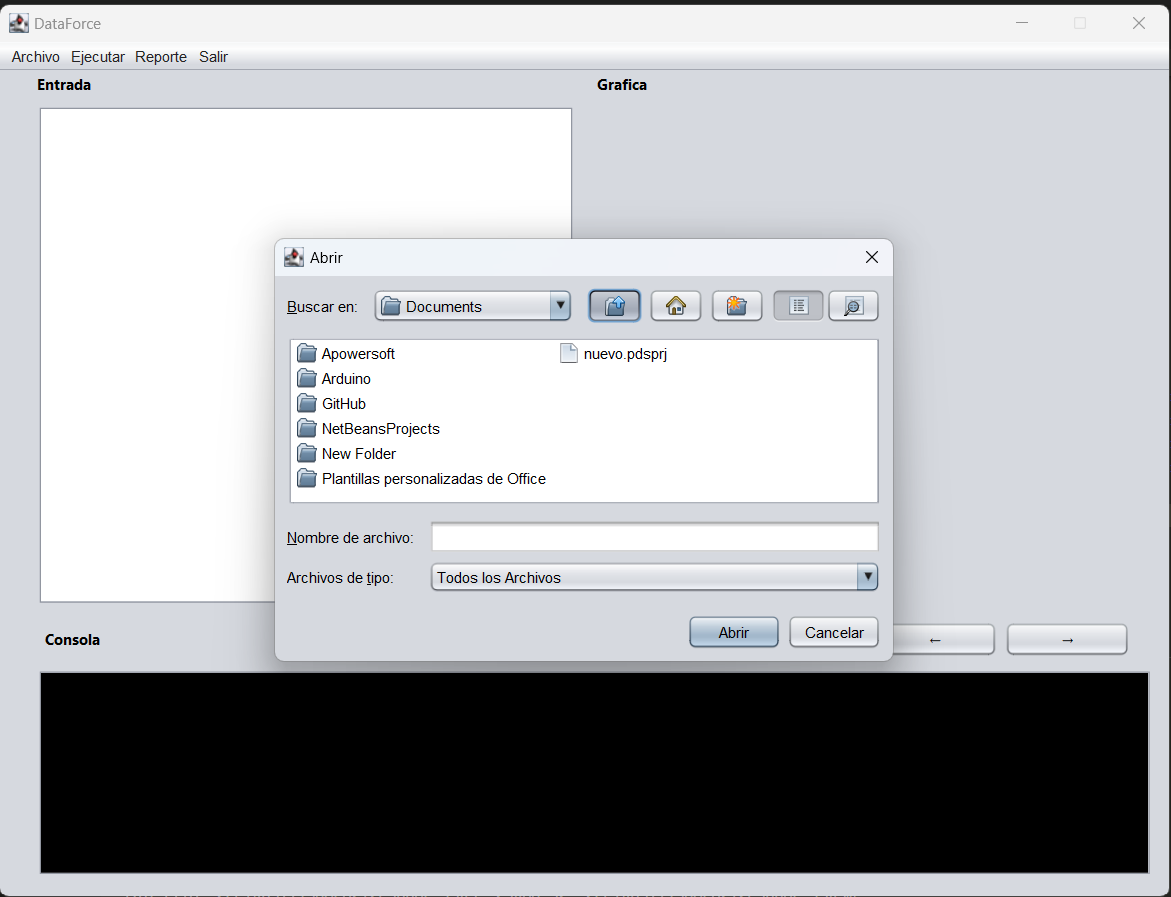 DataForce
Archivo Ejecutar Reporte Salir
Entrada
Grafica
Abrir
Buscar en: Documents
Apowersoft
nuevo.pdsprj
Arduino
GitHub
NetBeansProjects
New Folder
Plantillas personalizadas de Office
Nombre de archivo:
Archivos de tipo: Todos los Archivos
Abrir Cancelar
Consola
← →